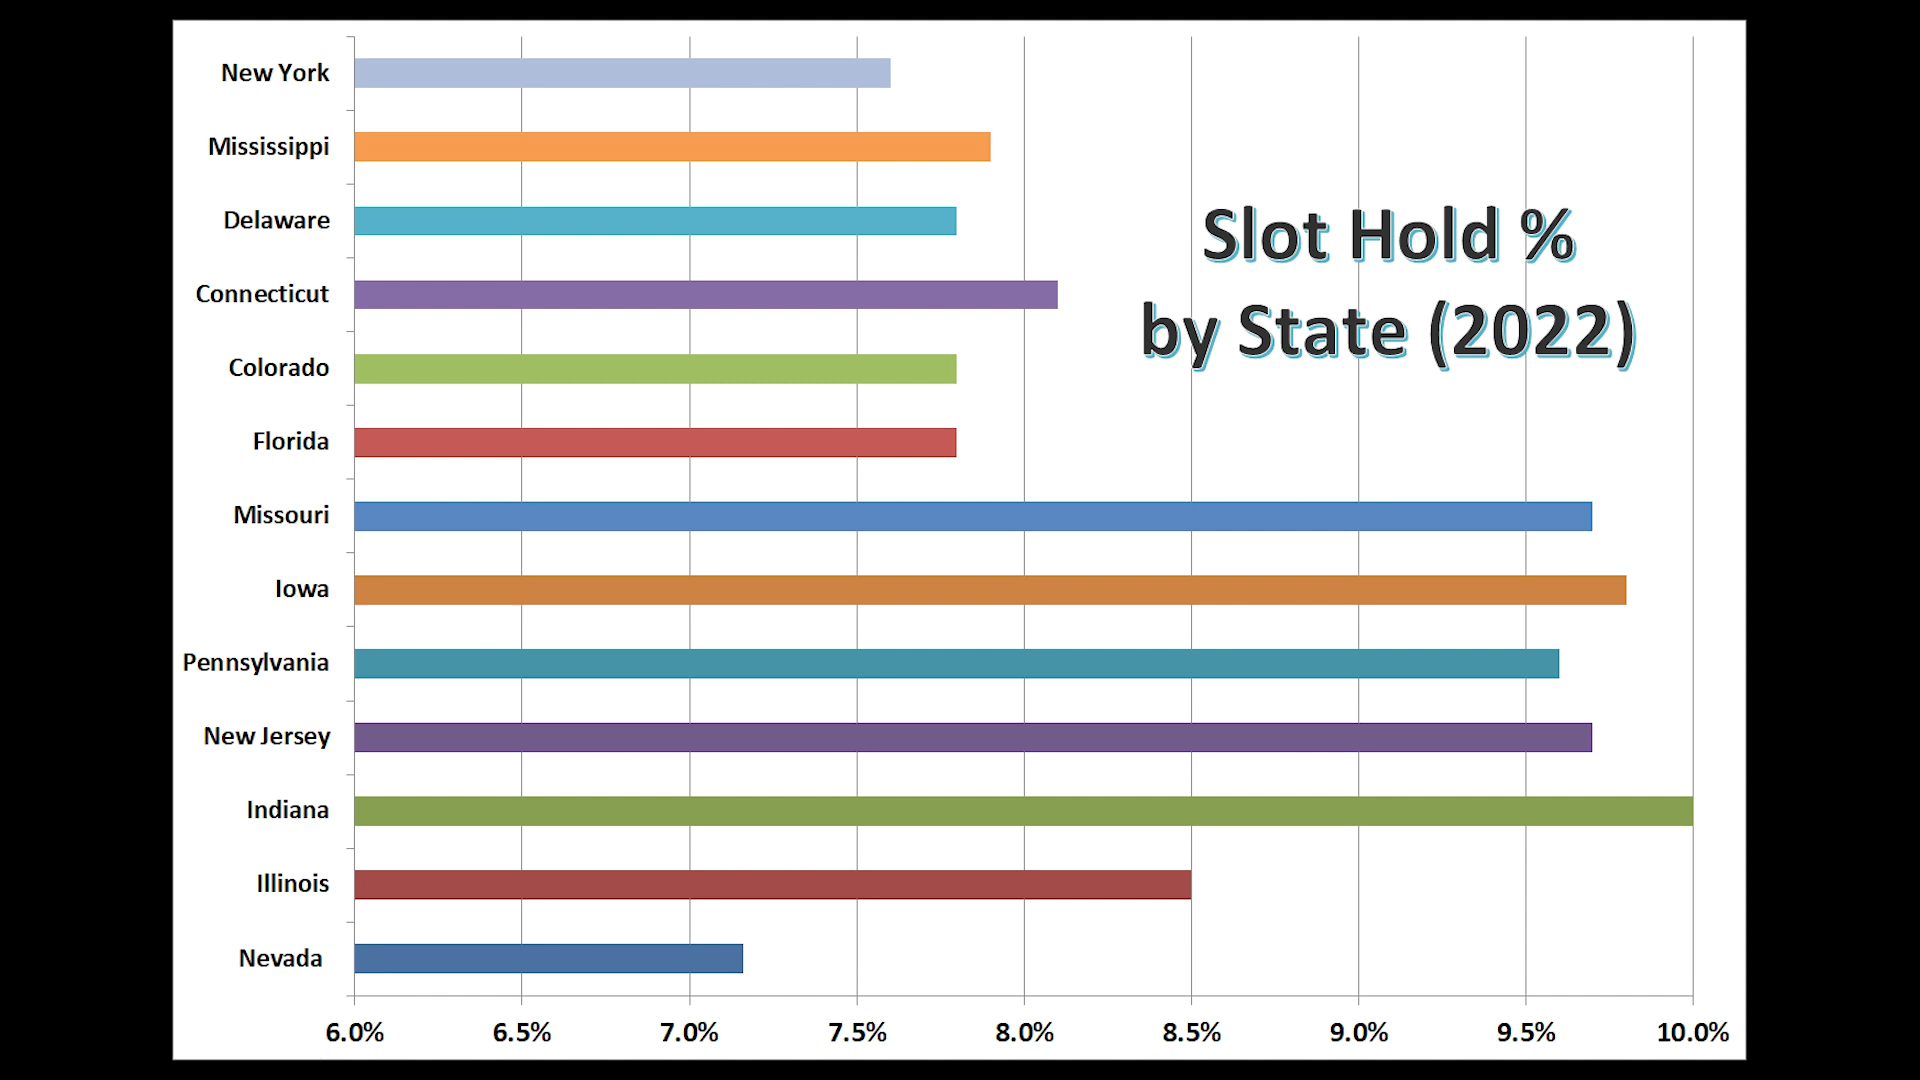 New York
Mississippi
Delaware
Connecticut
Colorado
Florida
Missouri
Iowa
Pennsylvania
New Jersey
Indiana
Illinois
Nevada
Slot Hold %
by State (2022)
6.0% 6.5% 7.0% 7.5% 8.0% 8.5% 9.0% 9.5% 10.0%